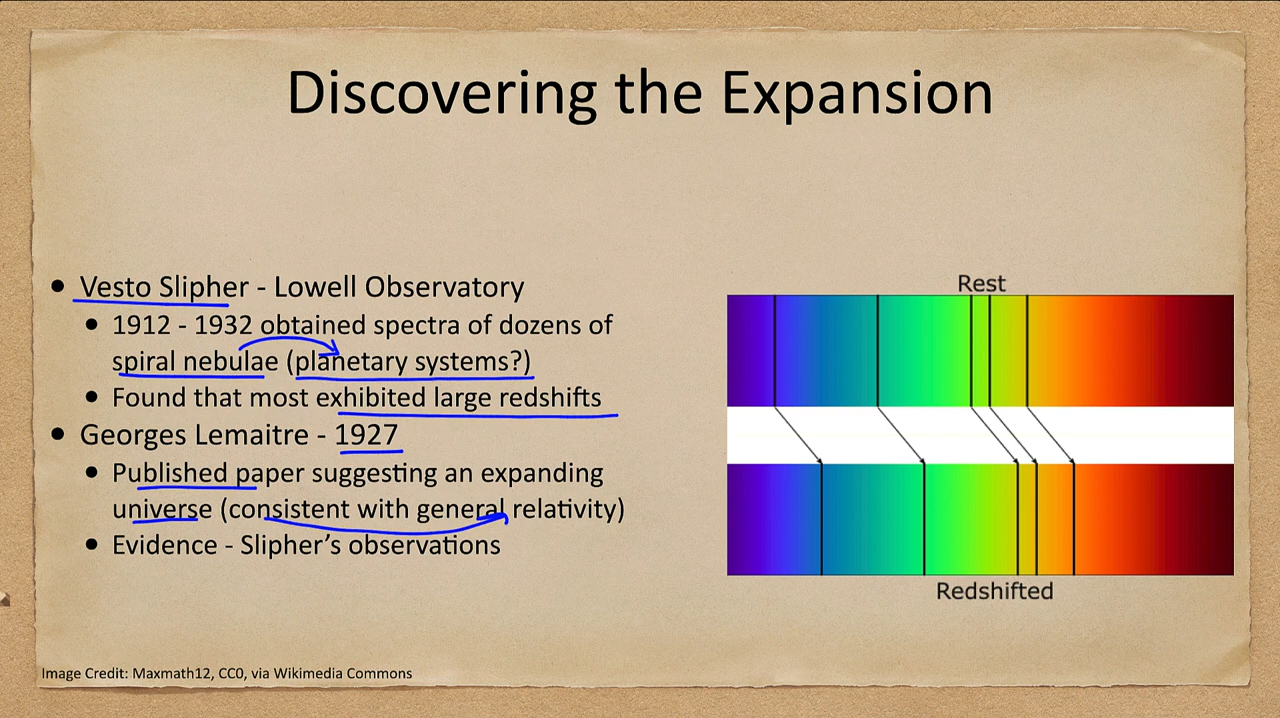 Discovering the Expansion
• Vesto Slipher - Lowell Observatory
• 1912 - 1932 obtained spectra of dozens of
spiral nebulae (planetary systems?)
• Found that most exhibited large redshifts
• Georges Lemaitre - 1927
• Published paper suggesting an expanding
universe (consistent with general relativity)
• Evidence - Slipher's observations
Rest
Redshifted
Image Credit: Maxmath12, CC0, via Wikimedia Commons